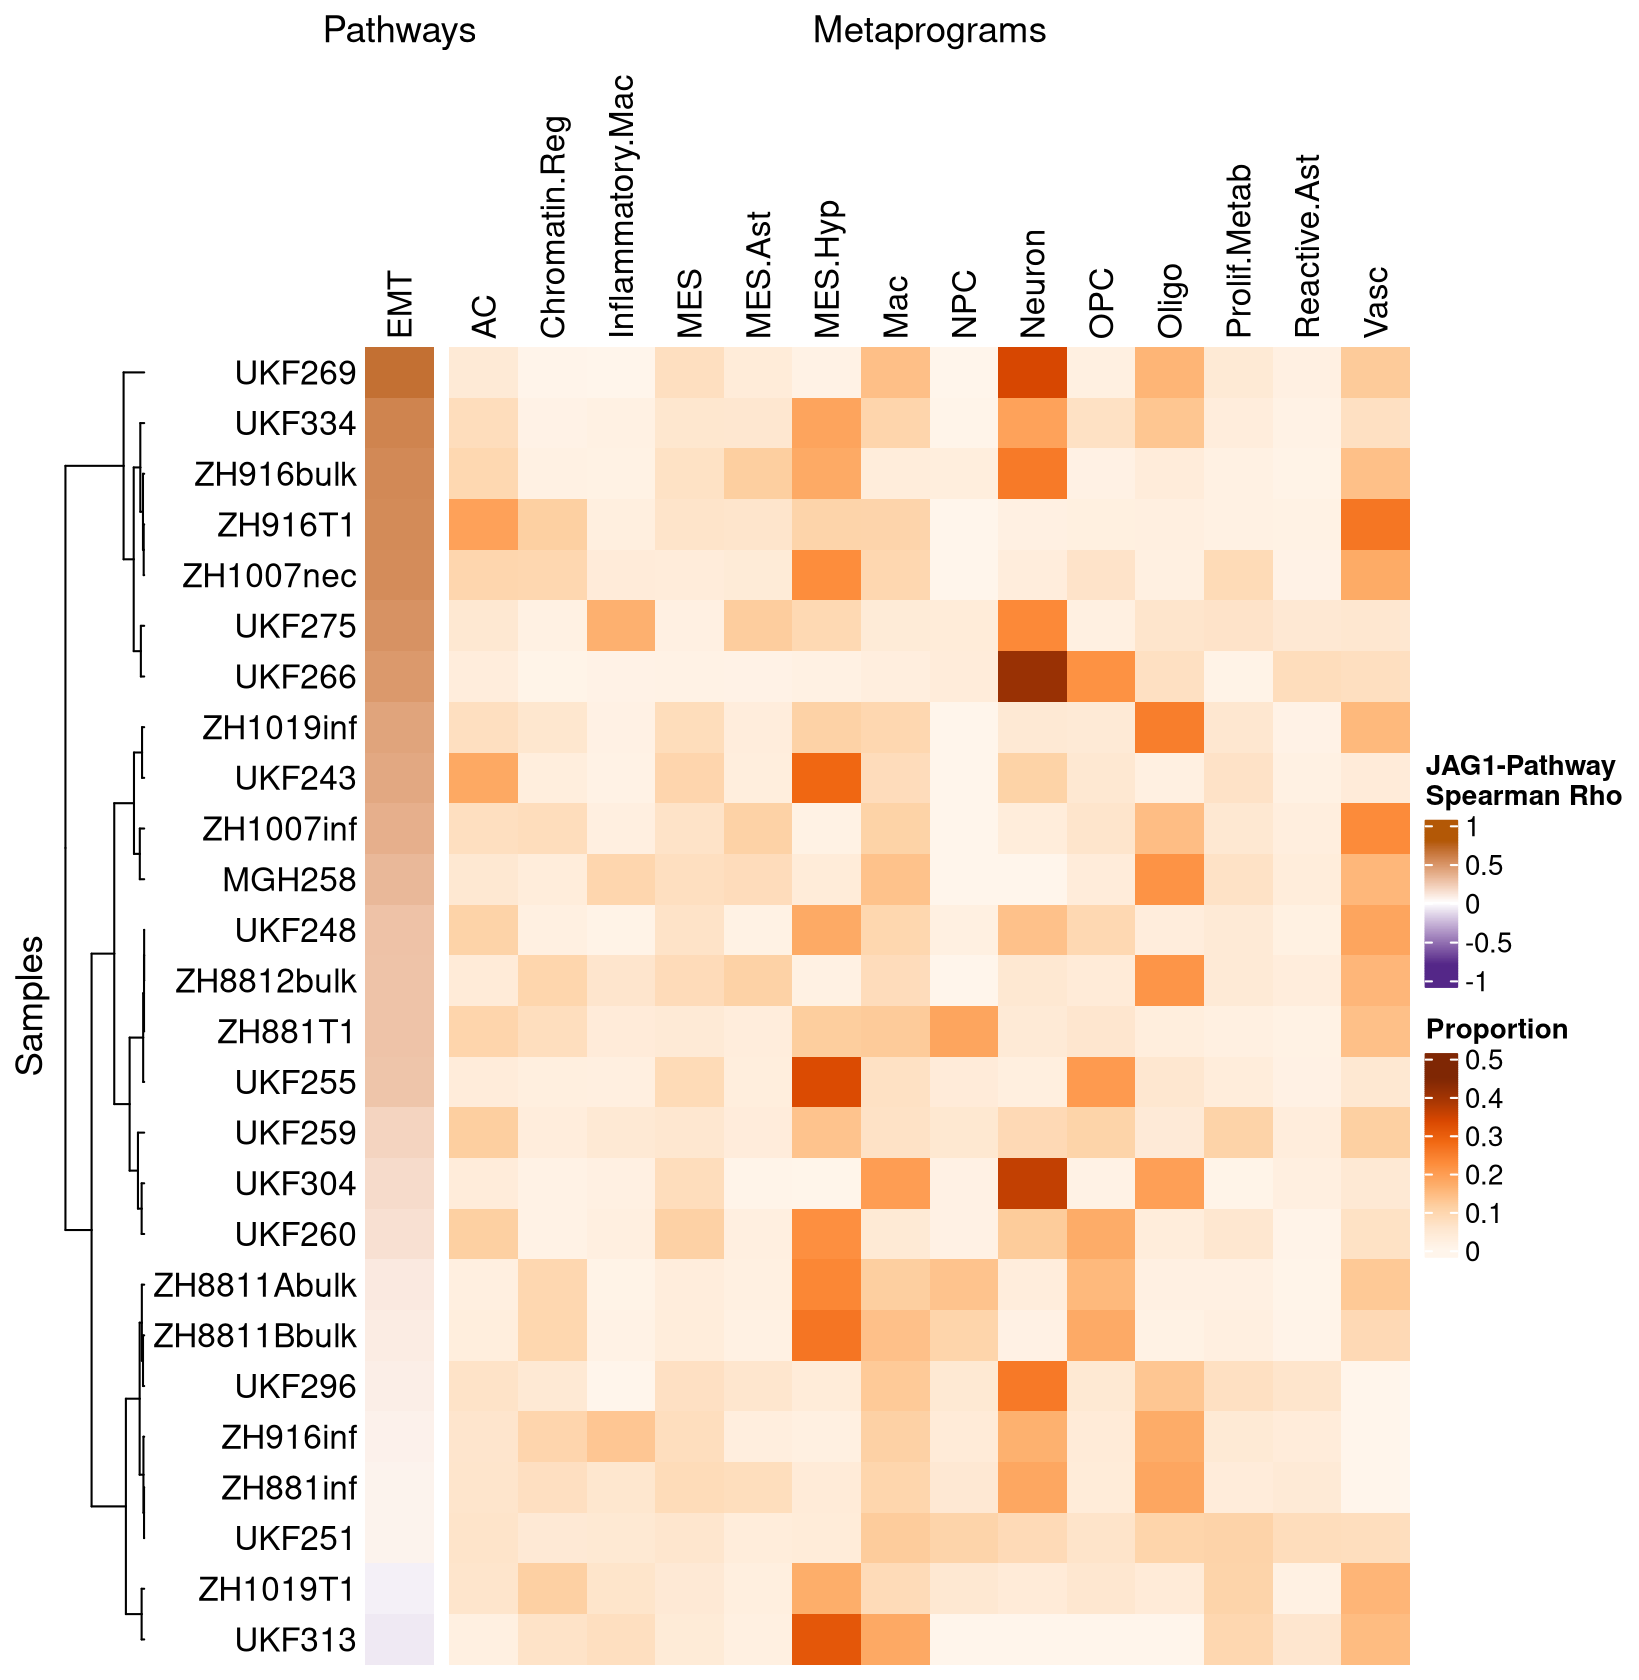 Pathways
Metaprograms
EMT
AC
Chromatin.Reg
Inflammatory.Mac
MES
MES.Ast
MES.Hyp
Mac
NPC
Neuron
OPC
Oligo
Prolif.Metab
Reactive.Ast
Vasc
Samples
UKF269
UKF334
ZH916bulk
ZH916T1
ZH1007nec
UKF275
UKF266
ZH1019inf
UKF243
ZH1007inf
MGH258
UKF248
ZH8812bulk
ZH881T1
UKF255
UKF259
UKF304
UKF260
ZH8811Abulk
ZH8811Bbulk
UKF296
ZH916inf
ZH881inf
UKF251
ZH1019T1
UKF313
JAG1-Pathway
Spearman Rho
1
0.5
0
-0.5
-1
Proportion
0.5
0.4
0.3
0.2
0.1
0